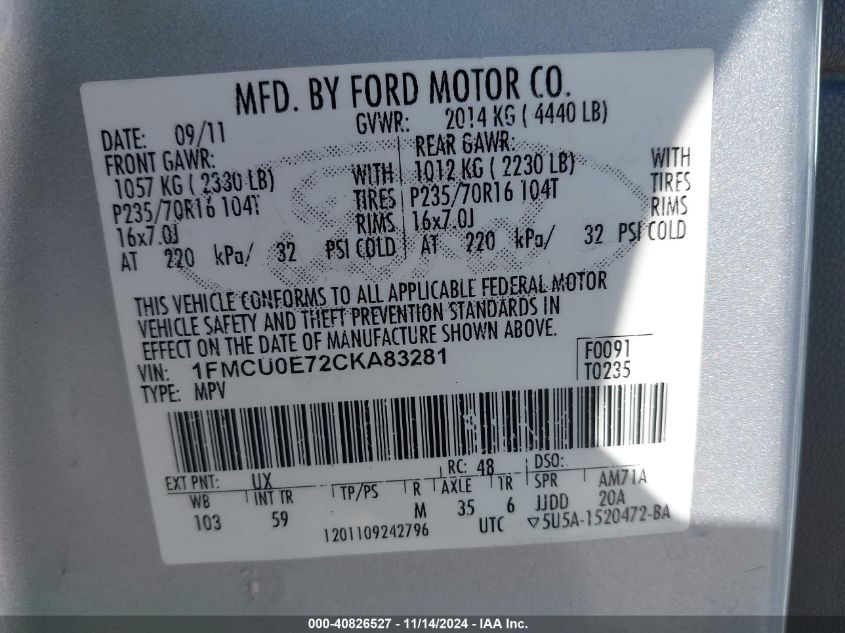 MFD. BY FORD MOTOR CO.
DATE: 09/11 GVWR: 2014 KG ( 4440 LB)
FRONT GAWR: REAR GAWR:
1057 KG ( 2330 LB) WITH 1012 KG ( 2230 LB) WITH
P235/70R16 104T TIRES P235/70R16 104T TIRES
16x7.0J RIMS 16x7.0J RIMS
AT 220 kPa/ 32 PSI COLD AT 220 kPa/ 32 PSI COLD
THIS VEHICLE CONFORMS TO ALL APPLICABLE FEDERAL MOTOR
VEHICLE SAFETY AND THEFT PREVENTION STANDARDS IN
EFFECT ON THE DATE OF MANUFACTURE SHOWN ABOVE.
VIN: 1FMCU0E72CKA83281 F0091
TYPE: MPV T0235
EXT PNT: UX RC: 48 DSO:
WB INT TR TP/PS R AXLE TR SPR AM71A
103 59 M 35 6 JJDD 20A
1201109242796 UTC ▽5U5A-1520472-BA
000-40826527 - 11/14/2024 - IAAI.com